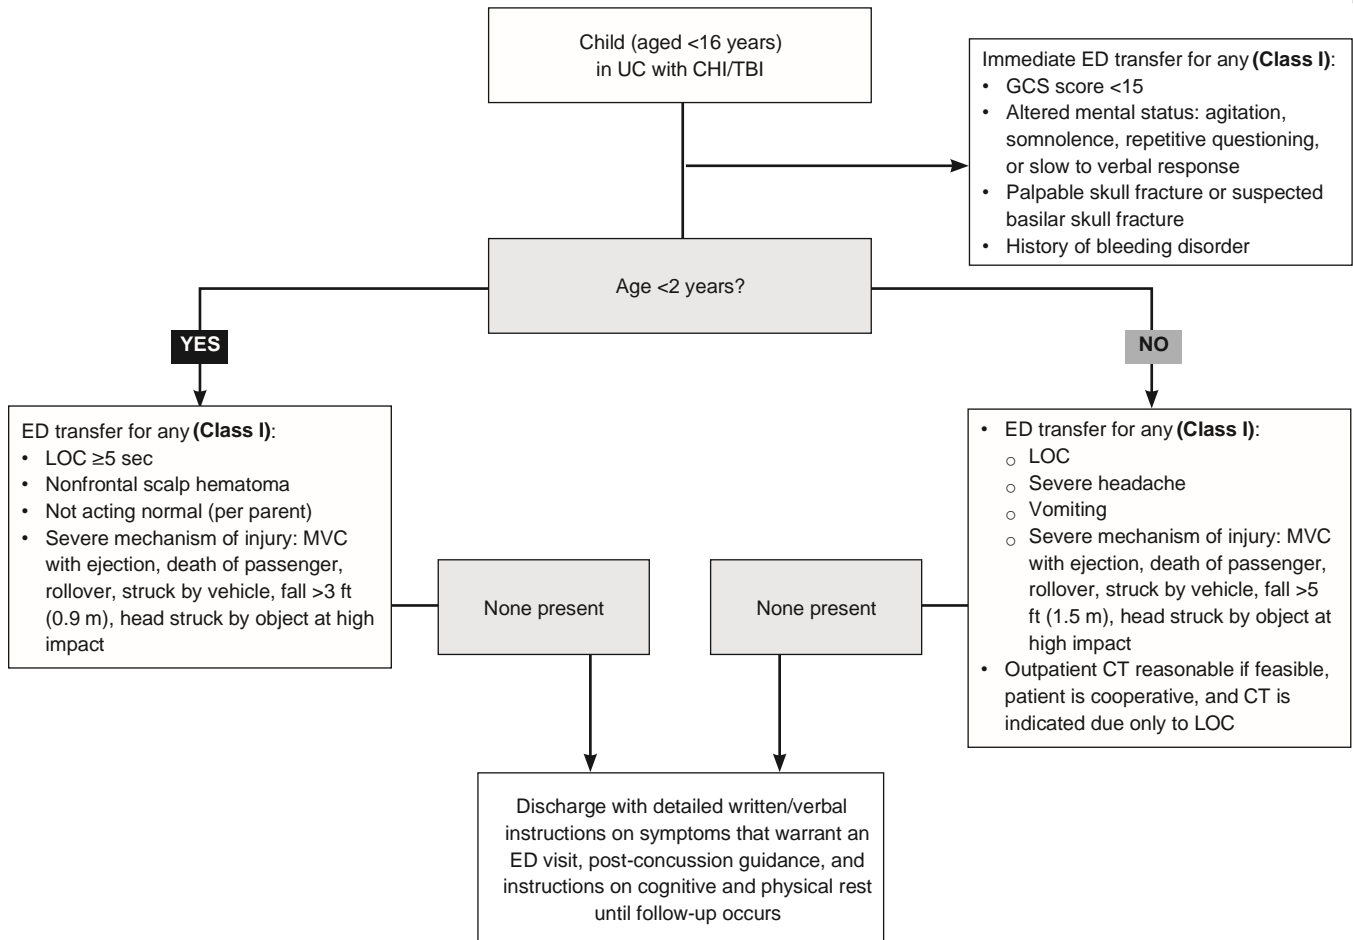 Child (aged <16 years)
in UC with CHI/TBI
Immediate ED transfer for any (Class I):
• GCS score <15
• Altered mental status: agitation,
somnolence, repetitive questioning,
or slow to verbal response
• Palpable skull fracture or suspected
basilar skull fracture
• History of bleeding disorder
Age <2 years?
YES
NO
ED transfer for any (Class I):
• LOC ≥5 sec
• Nonfrontal scalp hematoma
• Not acting normal (per parent)
• Severe mechanism of injury: MVC
with ejection, death of passenger,
rollover, struck by vehicle, fall >3 ft
(0.9 m), head struck by object at high
impact
None present
None present
• ED transfer for any (Class I):
○ LOC
○ Severe headache
○ Vomiting
○ Severe mechanism of injury: MVC
with ejection, death of passenger,
rollover, struck by vehicle, fall >5
ft (1.5 m), head struck by object at
high impact
• Outpatient CT reasonable if feasible,
patient is cooperative, and CT is
indicated due only to LOC
Discharge with detailed written/verbal
instructions on symptoms that warrant an
ED visit, post-concussion guidance, and
instructions on cognitive and physical rest
until follow-up occurs